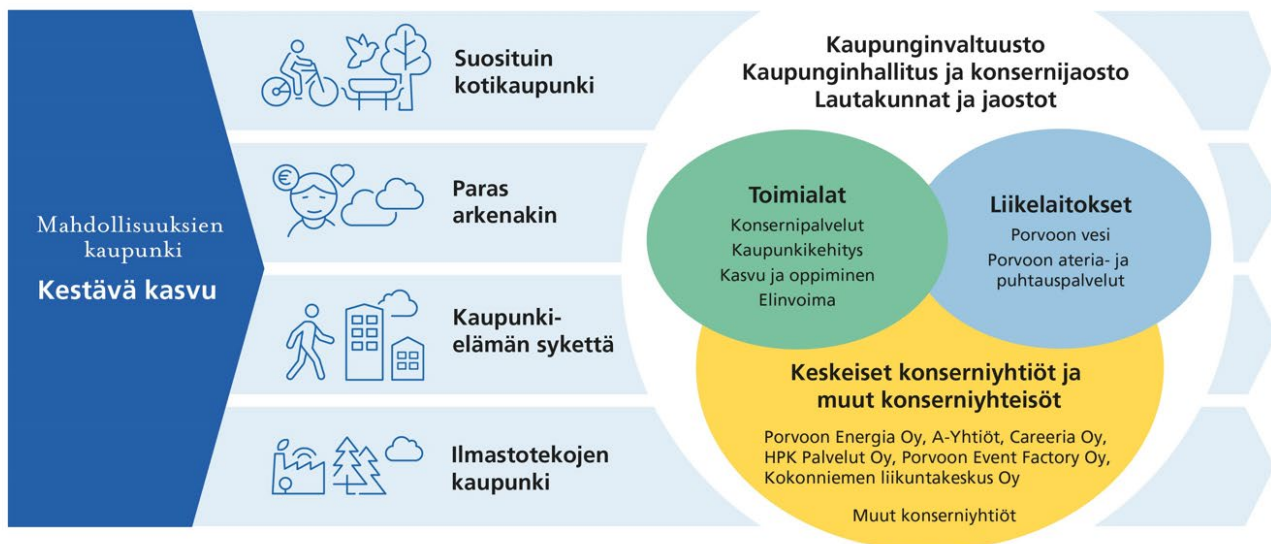 Mahdollisuuksien
kaupunki
Kestävä kasvu
Suosituin
kotikaupunki
Paras
arkenakin
Kaupunki-
elämän sykettä
Ilmastotekojen
kaupunki
Kaupunginvaltuusto
Kaupunginhallitus ja konsernijaosto
Lautakunnat ja jaostot
Toimialat
Konsernipalvelut
Kaupunkikehitys
Kasvu ja oppiminen
Elinvoima
Liikelaitokset
Porvoon vesi
Porvoon ateria- ja
puhtauspalvelut
Keskeiset konserniyhtiöt ja
muut konserniyhteisöt
Porvoon Energia Oy, A-Yhtiöt, Careeria Oy,
HPK Palvelut Oy, Porvoon Event Factory Oy,
Kokonniemen liikuntakeskus Oy
Muut konserniyhtiöt
€